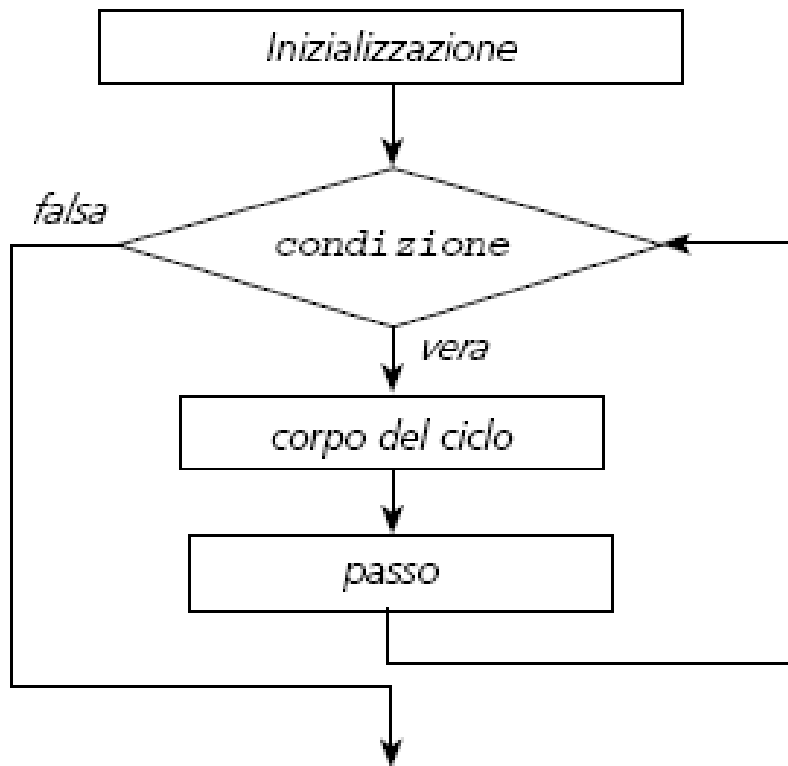 Inizializzazione
falsa
condizione
vera
corpo del ciclo
passo